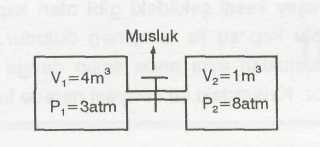 Musluk
V₁=4m³
P₁=3atm
V₂=1m³
P₂=8atm